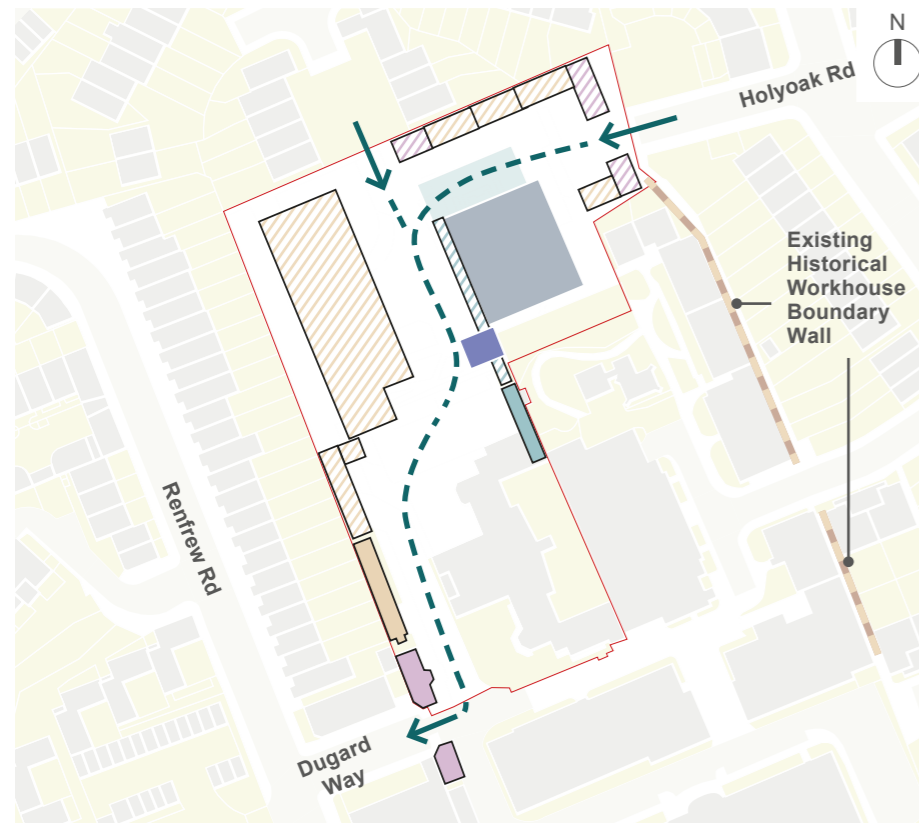 N
Holyoak Rd
Existing
Historical
Workhouse
Boundary
Wall
Renfrew Rd
Dugard
Way